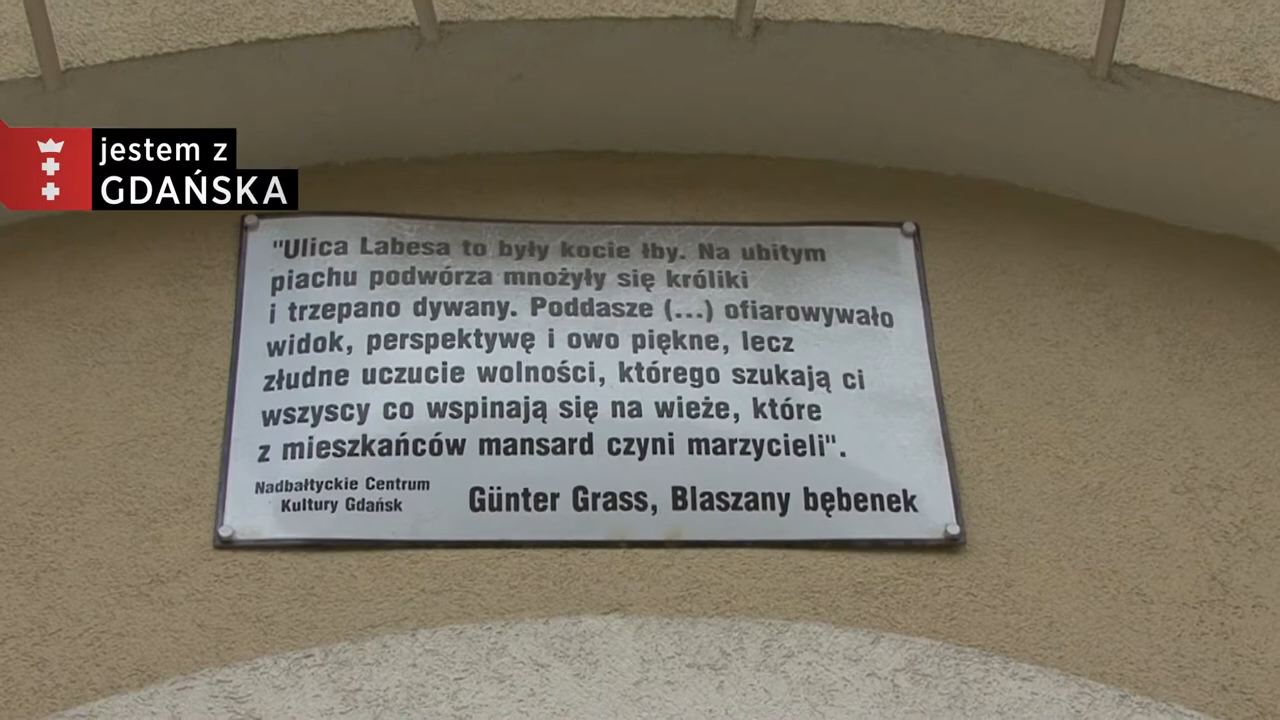 jestem z
GDAŃSKA
"Ulica Labesa to były kocie łby. Na ubitym
piachu podwórza mnożyły się króliki
i trzepano dywany. Poddasze (...) ofiarowywało
widok, perspektywę i owo piękne, lecz
złudne uczucie wolności, którego szukają ci
wszyscy co wspinają się na wieże, które
z mieszkańców mansard czyni marzycieli".
Nadbałtyckie Centrum
Kultury Gdańsk
Günter Grass, Blaszany bębenek